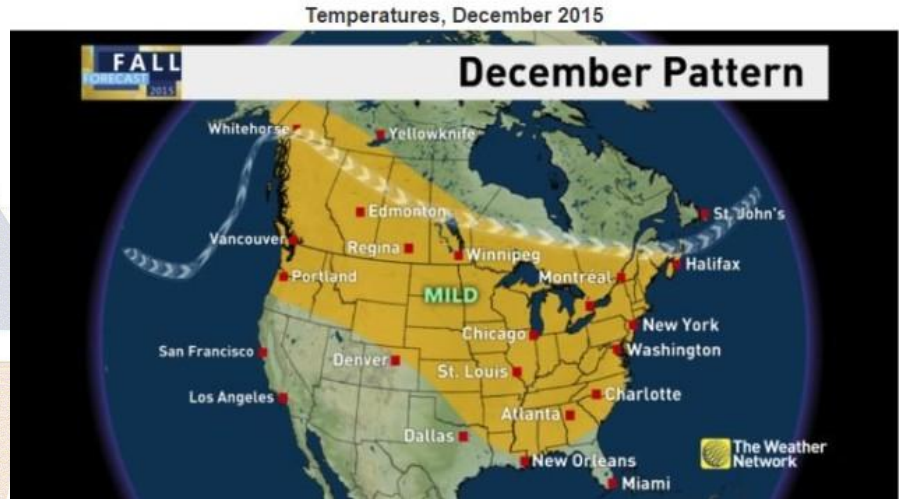 Temperatures, December 2015
FALL
FORECAST
2015
December Pattern
Whitehorse
Yellowknife
Edmonton
St. John's
Vancouver
Regina
Winnipeg
Halifax
Portland
Montréal
MILD
New York
Chicago
Washington
San Francisco
Denver
St. Louis
Los Angeles
Charlotte
Atlanta
Dallas
The Weather
Network
New Orleans
Miami